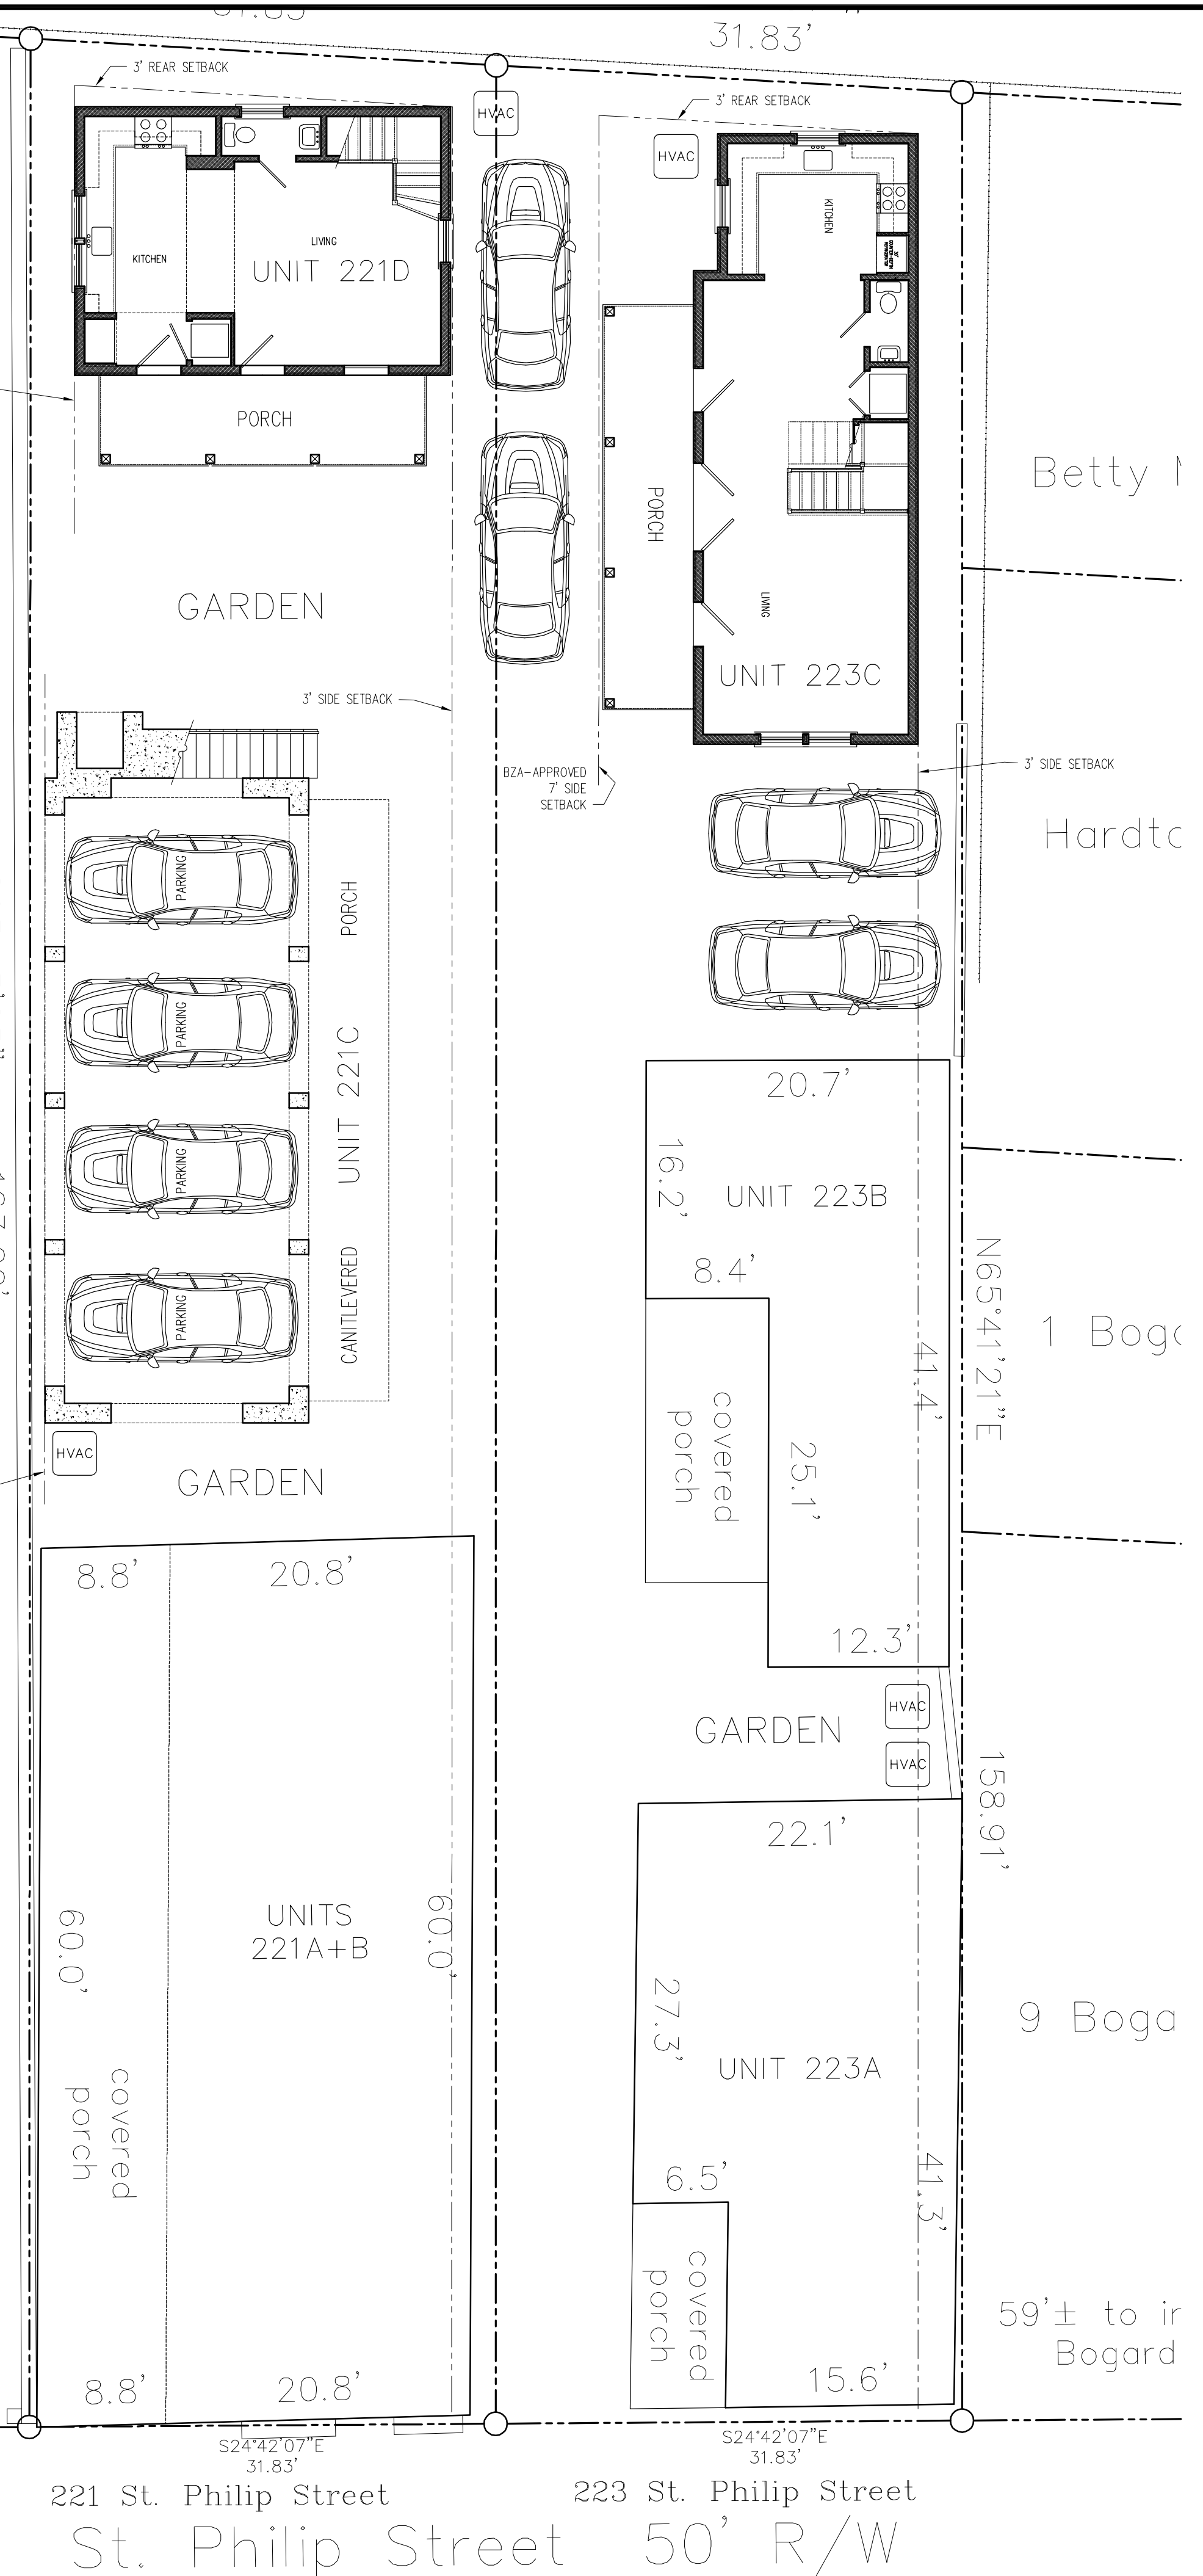 31.83'
3' REAR SETBACK
HVAC
3' REAR SETBACK
HVAC
KITCHEN
LIVING
UNIT 221D
PORCH
KITCHEN
30"
COUNTER-DEPTH
REFRIGERATOR
PORCH
LIVING
UNIT 223C
Betty
GARDEN
3' SIDE SETBACK
BZA-APPROVED
7' SIDE
SETBACK
3' SIDE SETBACK
PARKING
PARKING
PARKING
PARKING
PORCH
UNIT 221C
CANITLEVERED
HVAC
GARDEN
20.7'
16.2'
UNIT 223B
8.4'
covered
porch
25.1'
41.4'
12.3'
N65°41'21"E
1
GARDEN
HVAC
HVAC
158.91'
8.8'
20.8'
UNITS
221A+B
60.0'
60.0'
covered
porch
8.8'
20.8'
22.1'
27.3'
UNIT 223A
6.5'
41.3'
covered
porch
15.6'
9
59'± to
Bogard
S24°42'07"E
31.83'
S24°42'07"E
31.83'
221 St. Philip Street
223 St. Philip Street
St. Philip Street 50' R/W